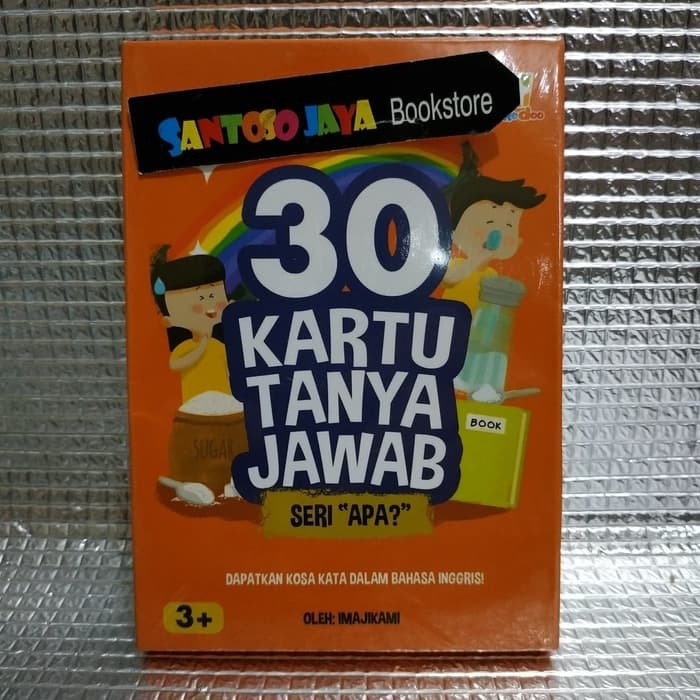 SANTOSO JAYA Bookstore
30
KARTU
TANYA
JAWAB
SUGAR
BOOK
SERI "APA?"
DAPATKAN KOSA KATA DALAM BAHASA INGGRIS!
3+
OLEH: IMAJIKAMI